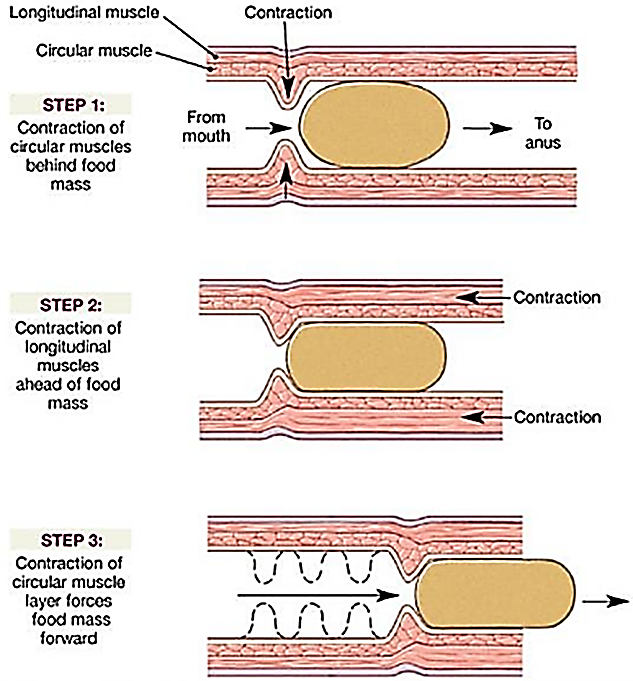 Longitudinal muscle
Contraction
Circular muscle
STEP 1:
Contraction of
circular muscles
behind food
mass
From
mouth
To
anus
STEP 2:
Contraction of
longitudinal
muscles
ahead of food
mass
Contraction
Contraction
STEP 3:
Contraction of
circular muscle
layer forces
food mass
forward